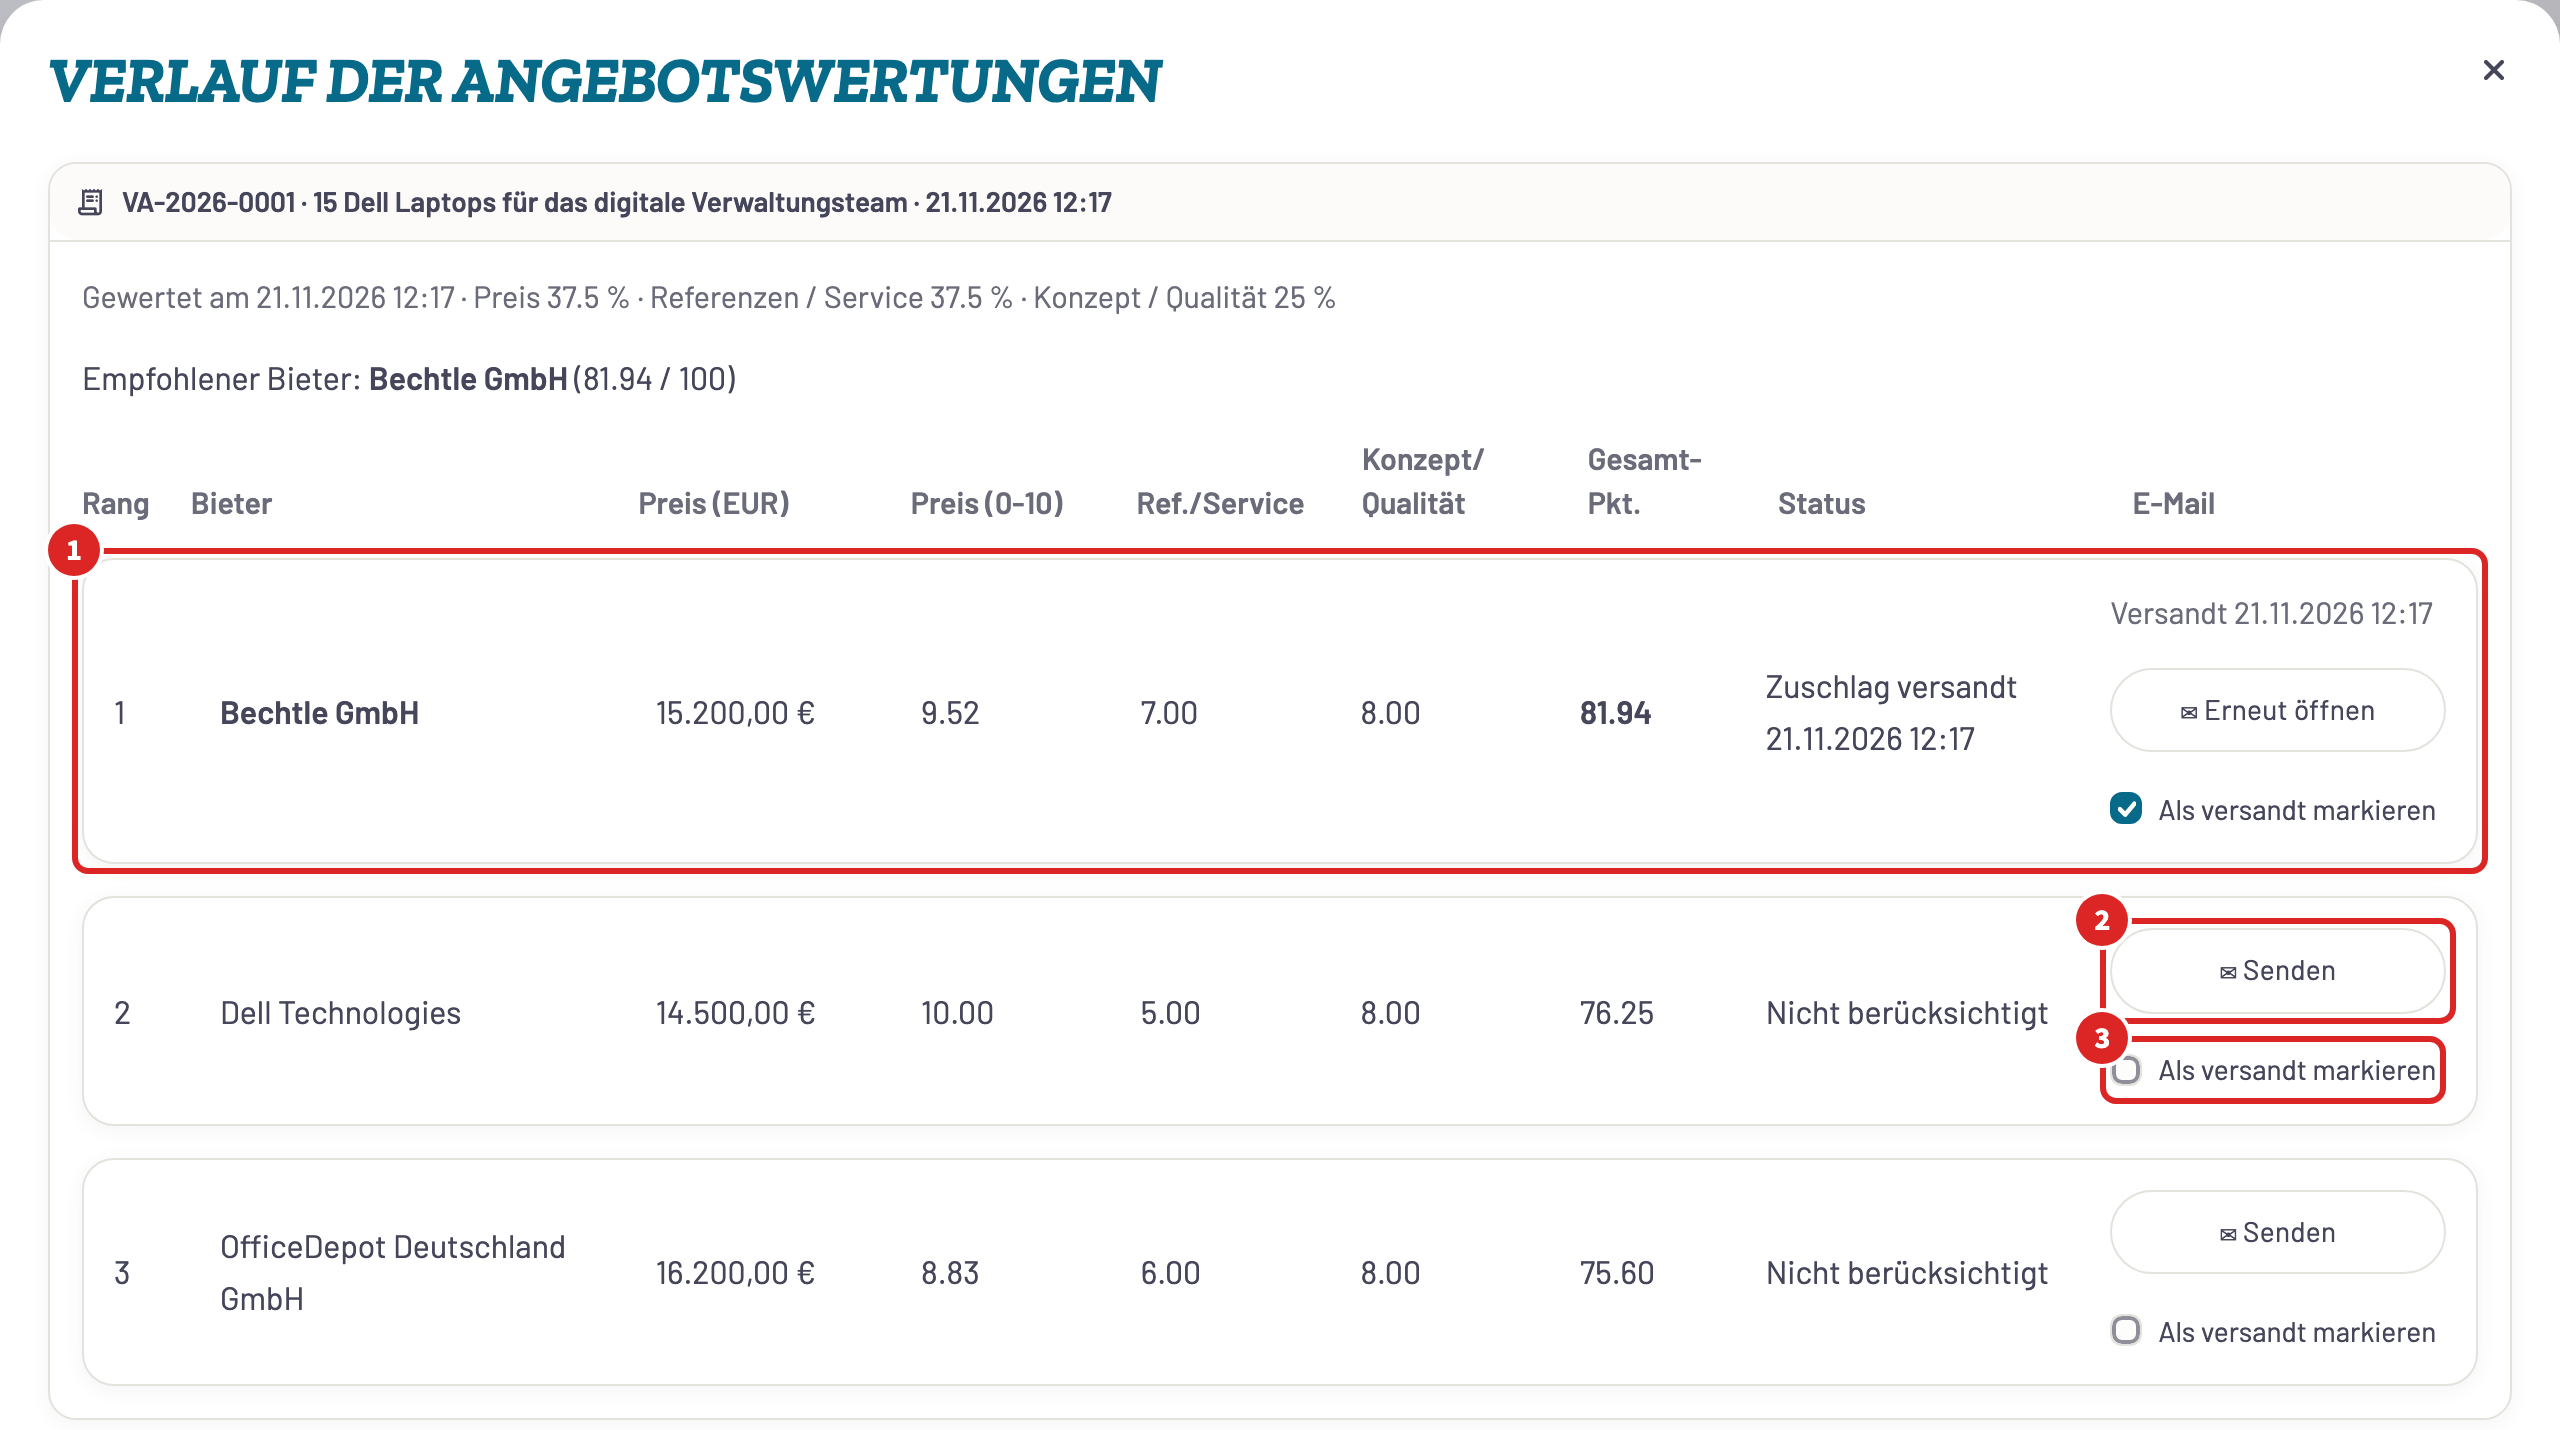 VERLAUF DER ANGEBOTSWERTUNGEN
VA-2026-0001 · 15 Dell Laptops für das digitale Verwaltungsteam · 21.11.2026 12:17
Gewertet am 21.11.2026 12:17 · Preis 37.5 % · Referenzen / Service 37.5 % · Konzept / Qualität 25 %
Empfohlener Bieter: Bechtle GmbH (81.94 / 100)
Rang Bieter Preis (EUR) Preis (0-10) Ref./Service Konzept/ Qualität Gesamt- Pkt. Status E-Mail
1
1 Bechtle GmbH 15.200,00 € 9.52 7.00 8.00 81.94 Zuschlag versandt
21.11.2026 12:17
Versandt 21.11.2026 12:17
Erneut öffnen
Als versandt markieren
2 Dell Technologies 14.500,00 € 10.00 5.00 8.00 76.25 Nicht berücksichtigt
2
Senden
3
Als versandt markieren
3 OfficeDepot Deutschland
GmbH
16.200,00 € 8.83 6.00 8.00 75.60 Nicht berücksichtigt
Senden
Als versandt markieren